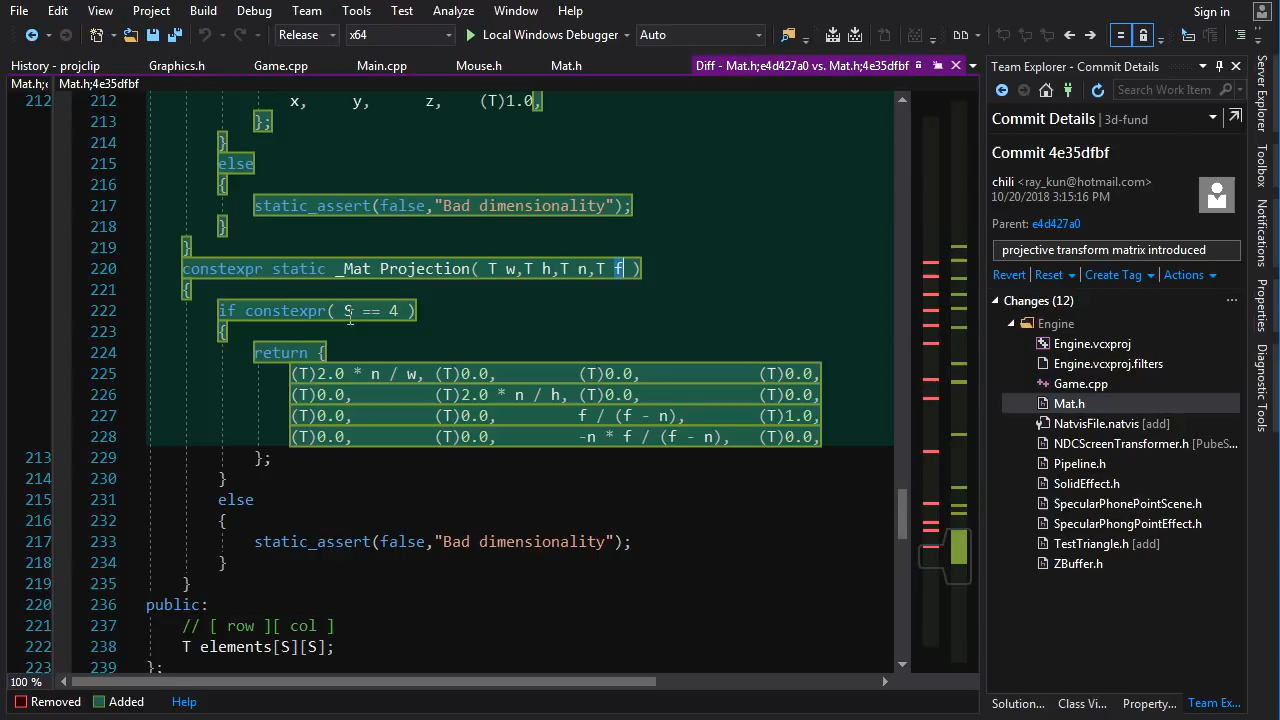 File Edit View Project Build Debug Team Tools Test Analyze Window Help Sign in
Release x64 Local Windows Debugger Auto
History - projclip Graphics.h Game.cpp Main.cpp Mouse.h Mat.h Diff - Mat.h;e4d427a0 vs. Mat.h;4e35dfbf
Mat.h;e Mat.h;4e35dfbf
212 212 x, y, z, (T)1.0,
213 };
214 }
215 else
216 {
217 static_assert(false,"Bad dimensionality");
218 }
219 }
220 constexpr static _Mat Projection( T w,T h,T n,T f )
221 {
222 if constexpr( S == 4 )
223 {
224 return {
225 (T)2.0 * n / w, (T)0.0, (T)0.0, (T)0.0,
226 (T)0.0, (T)2.0 * n / h, (T)0.0, (T)0.0,
227 (T)0.0, (T)0.0, f / (f - n), (T)1.0,
228 (T)0.0, (T)0.0, -n * f / (f - n), (T)0.0,
213 229 };
214 230 }
215 231 else
216 232 {
217 233 static_assert(false,"Bad dimensionality");
218 234 }
219 235 }
220 236 public:
221 237 // [ row ][ col ]
222 238 T elements[S][S];
223 239 };
100 %
Removed Added Help
Team Explorer - Commit Details
Search Work Item
Commit Details 3d-fund
Commit 4e35dfbf
chili <ray_kun@hotmail.com>
10/20/2018 3:15:16 PM
Parent: e4d427a0
projective transform matrix introduced
Revert Reset Create Tag Actions
Changes (12)
Engine
Engine.vcxproj
Engine.vcxproj.filters
Game.cpp
Mat.h
NatvisFile.natvis [add]
NDCScreenTransformer.h [PubeS...
Pipeline.h
SolidEffect.h
SpecularPhonePointScene.h
SpecularPhongPointEffect.h
TestTriangle.h [add]
ZBuffer.h
Solution... Class Vi... Property... Team Ex...
Server Explorer
Toolbox
Diagnostic Tools